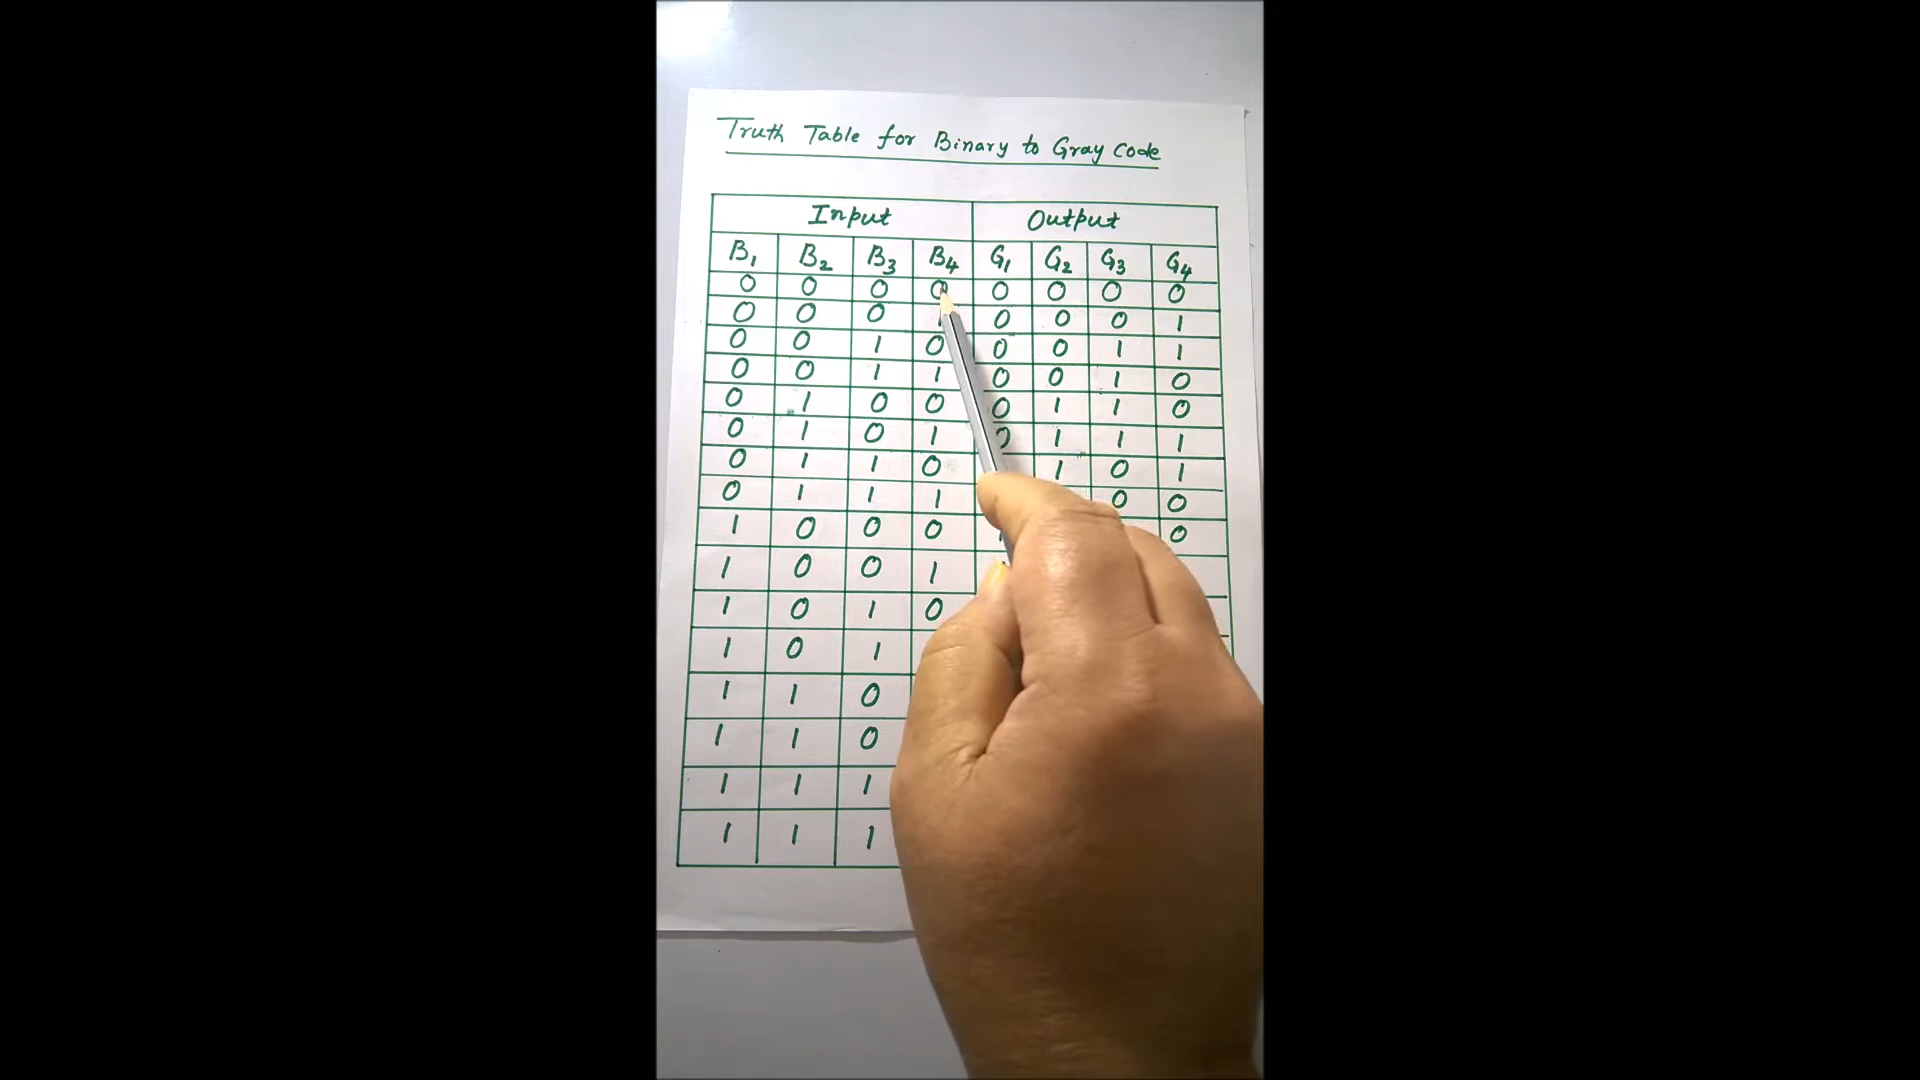 Truth Table for Binary to Gray Code
Input Output
B1 B2 B3 B4 G1 G2 G3 G4
0 0 0 0 0 0 0 0
0 0 0 1 0 0 0 1
0 0 1 0 0 0 1 1
0 0 1 1 0 0 1 0
0 1 0 0 0 1 1 0
0 1 0 1 0 1 1 1
0 1 1 0 1 0 1
0 1 1 1 0 0
1 0 0 0 1 0
1 0 0 1
1 0 1 0
1 0 1
1 1 0
1 1 0
1 1 1
1 1 1